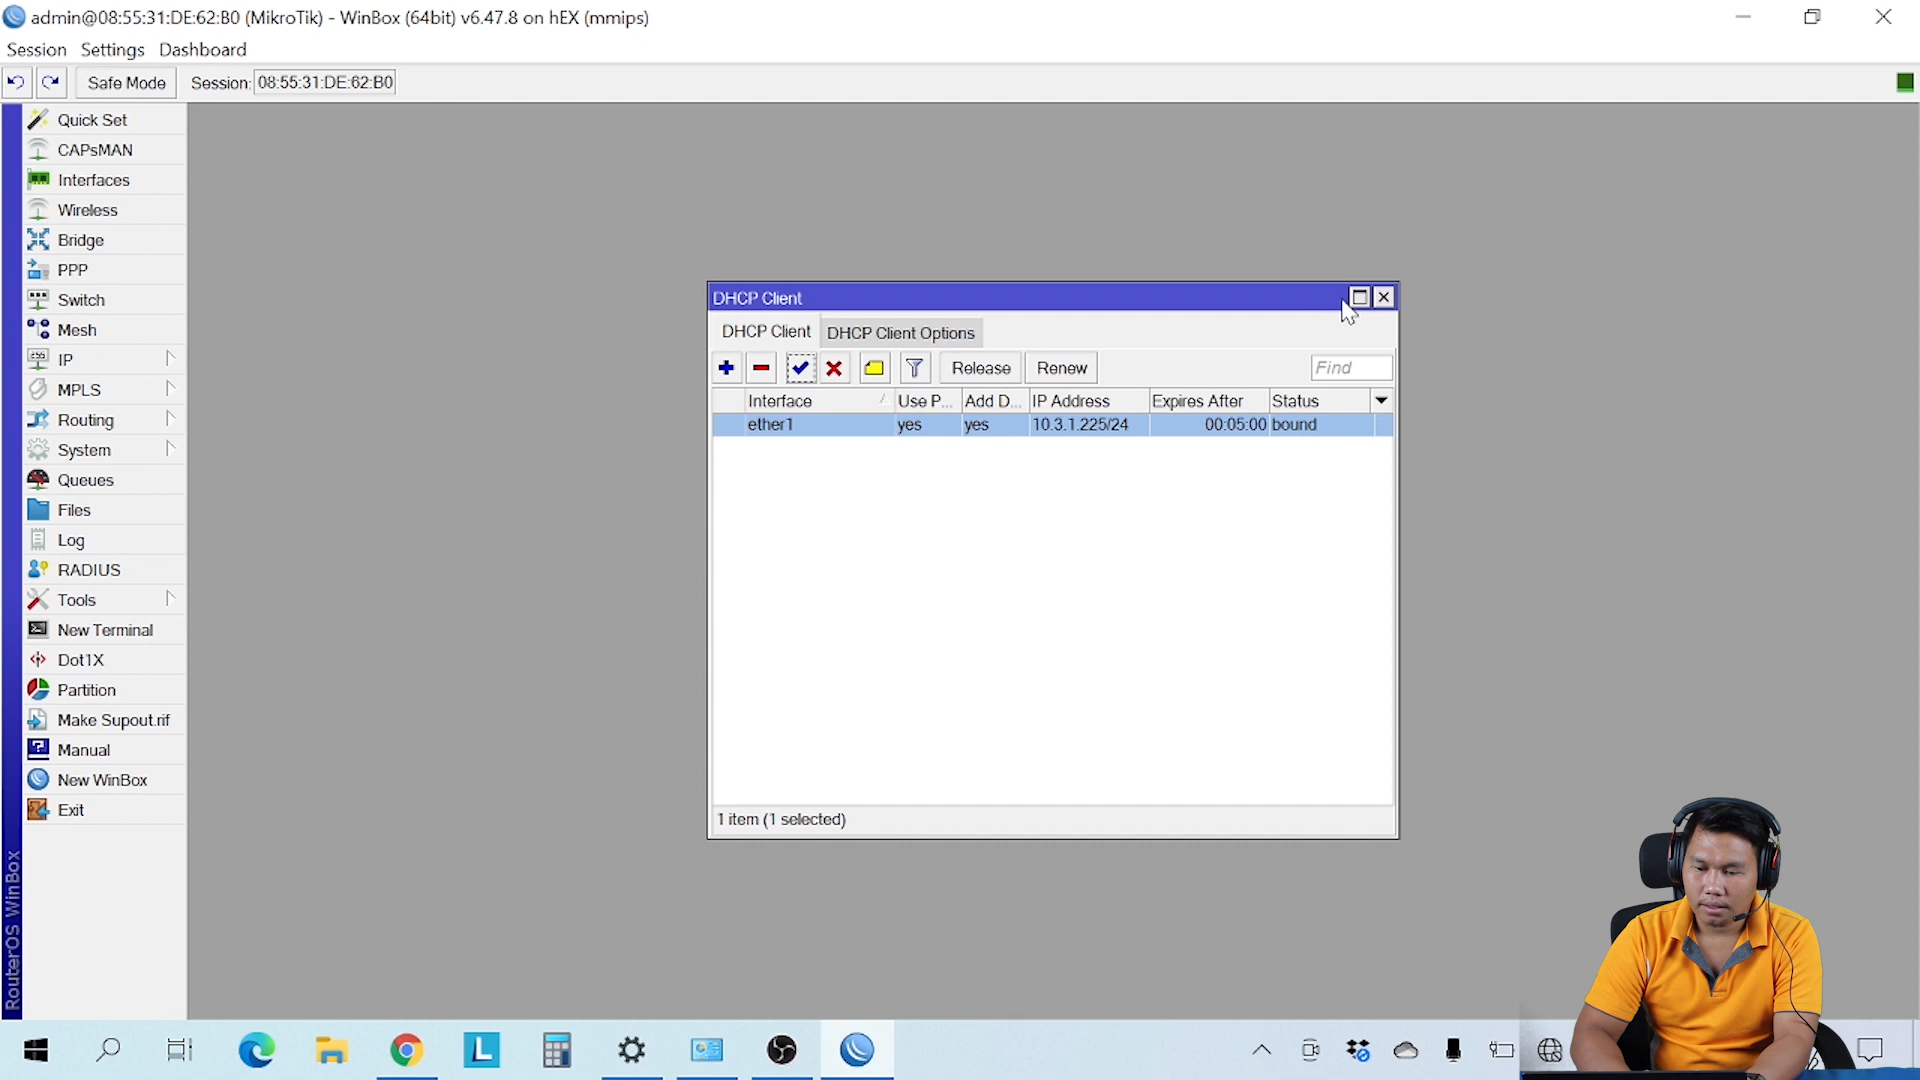 admin@08:55:31:DE:62:B0 (MikroTik) - WinBox (64bit) v6.47.8 on hEX (mmips)
Session Settings Dashboard
Safe Mode Session: 08:55:31:DE:62:B0
Quick Set
CAPsMAN
Interfaces
Wireless
Bridge
PPP
Switch
Mesh
IP
MPLS
Routing
System
Queues
Files
Log
RADIUS
Tools
New Terminal
Dot1X
Partition
Make Supout.rif
Manual
New WinBox
Exit
RouterOS WinBox
DHCP Client
DHCP Client DHCP Client Options
Release Renew Find
Interface Use P... Add D... IP Address Expires After Status
ether1 yes yes 10.3.1.225/24 00:05:00 bound
1 item (1 selected)